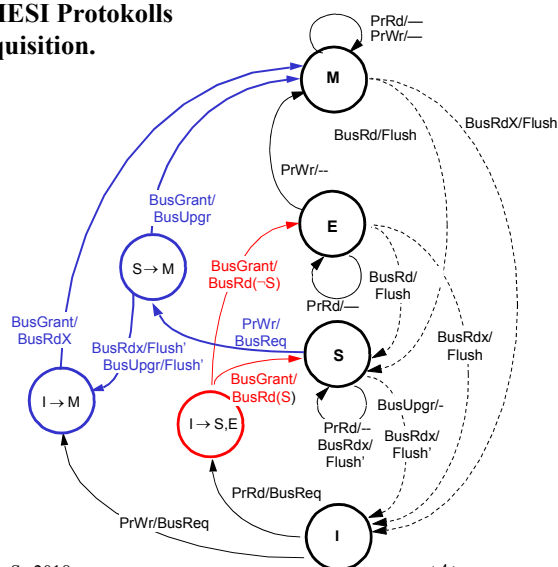 MESI Protokolls
quisition.
PrRd/—
PrWr/—
M
BusRdX/Flush
BusRd/Flush
PrWr/--
BusGrant/
BusUpgr
E
S→M
BusGrant/
BusRd(¬S)
BusRd/
Flush
PrRd/—
BusGrant/
BusRdX
BusRdx/Flush'
BusUpgr/Flush'
PrWr/
BusReq
S
BusRdx/
Flush
BusGrant/
BusRd(S)
I→M
I→S,E
PrRd/--
BusRdx/
Flush'
BusUpgr/-
BusRdx/
Flush'
PrRd/BusReq
PrWr/BusReq
I